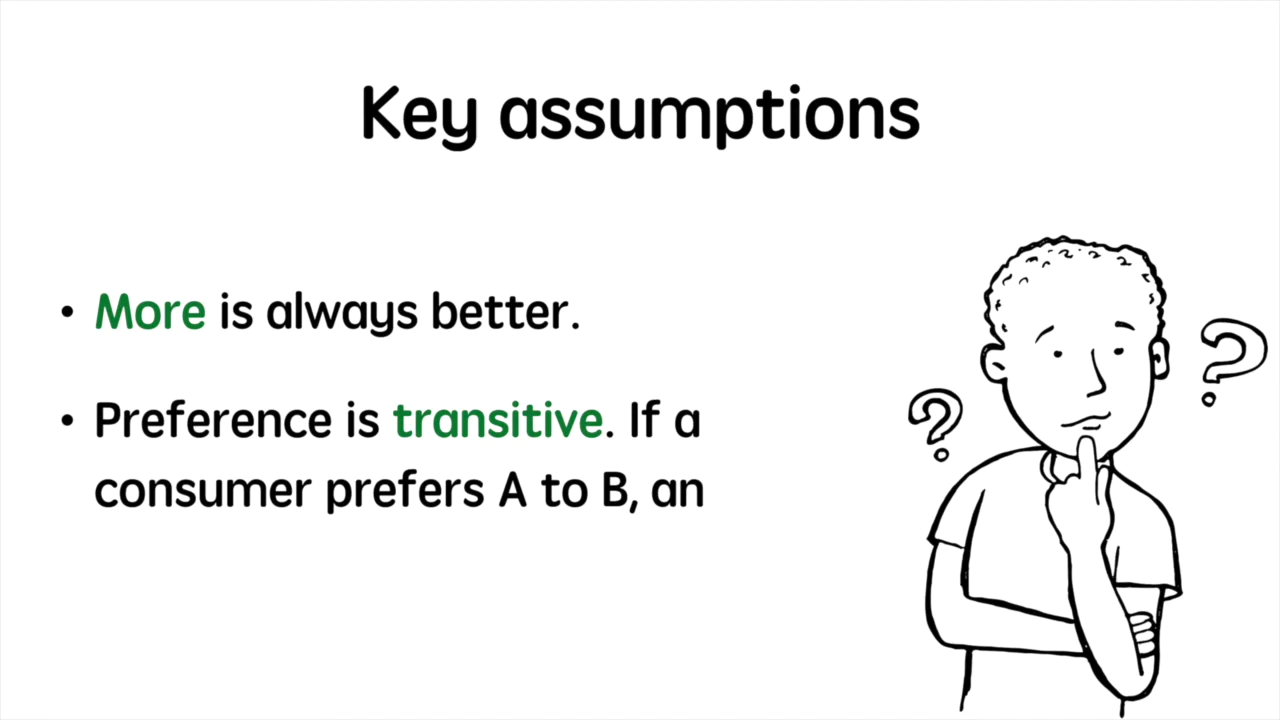 Key assumptions
• More is always better.
• Preference is transitive. If a
consumer prefers A to B, an
? ?